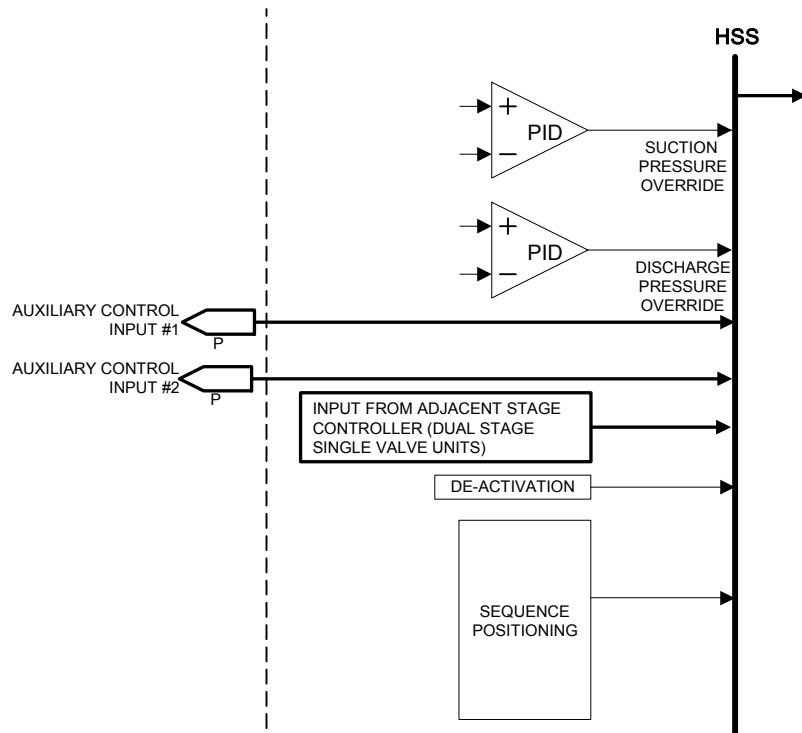 HSS
+
PID
−
SUCTION
PRESSURE
OVERRIDE
+
PID
−
DISCHARGE
PRESSURE
OVERRIDE
AUXILIARY CONTROL
INPUT #1
P
AUXILIARY CONTROL
INPUT #2
P
INPUT FROM ADJACENT STAGE
CONTROLLER (DUAL STAGE
SINGLE VALVE UNITS)
DE-ACTIVATION
SEQUENCE
POSITIONING